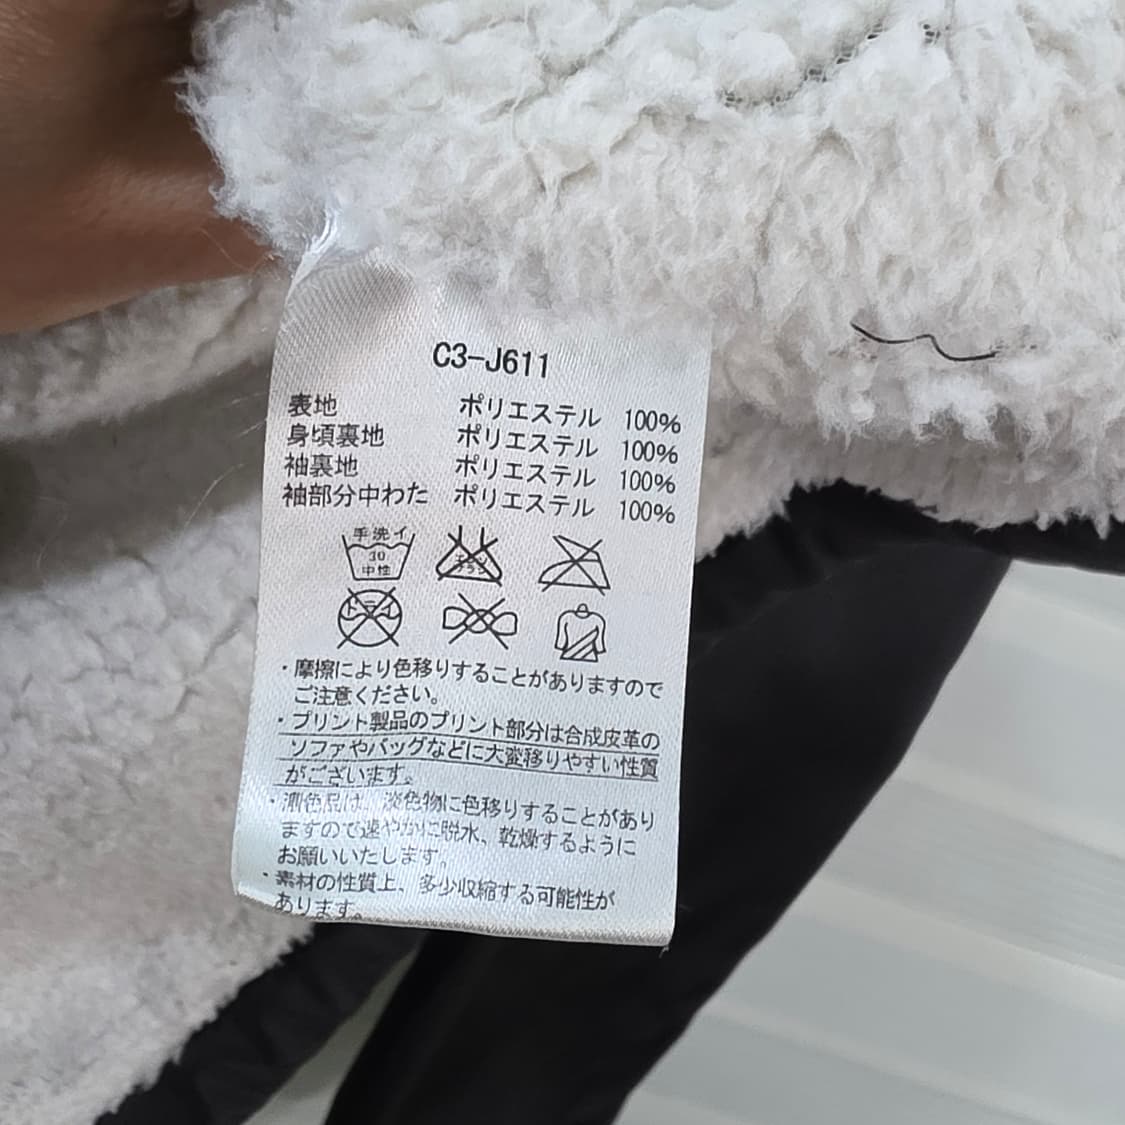 C3-J611
表地 ポリエステル 100%
身頃裏地 ポリエステル 100%
袖裏地 ポリエステル 100%
袖部分中わた ポリエステル 100%
手洗イ
30
中性
エンソ
サラシ
ドライ
・摩擦により色移りすることがありますので
ご注意ください。
・プリント製品のプリント部分は合成皮革の
ソファやバッグなどに大変移りやすい性質
がございます。
・濃色品は、淡色物に色移りすることがあり
ますので速やかに脱水、乾燥するように
お願いいたします。
・素材の性質上、多少収縮する可能性が
あります。